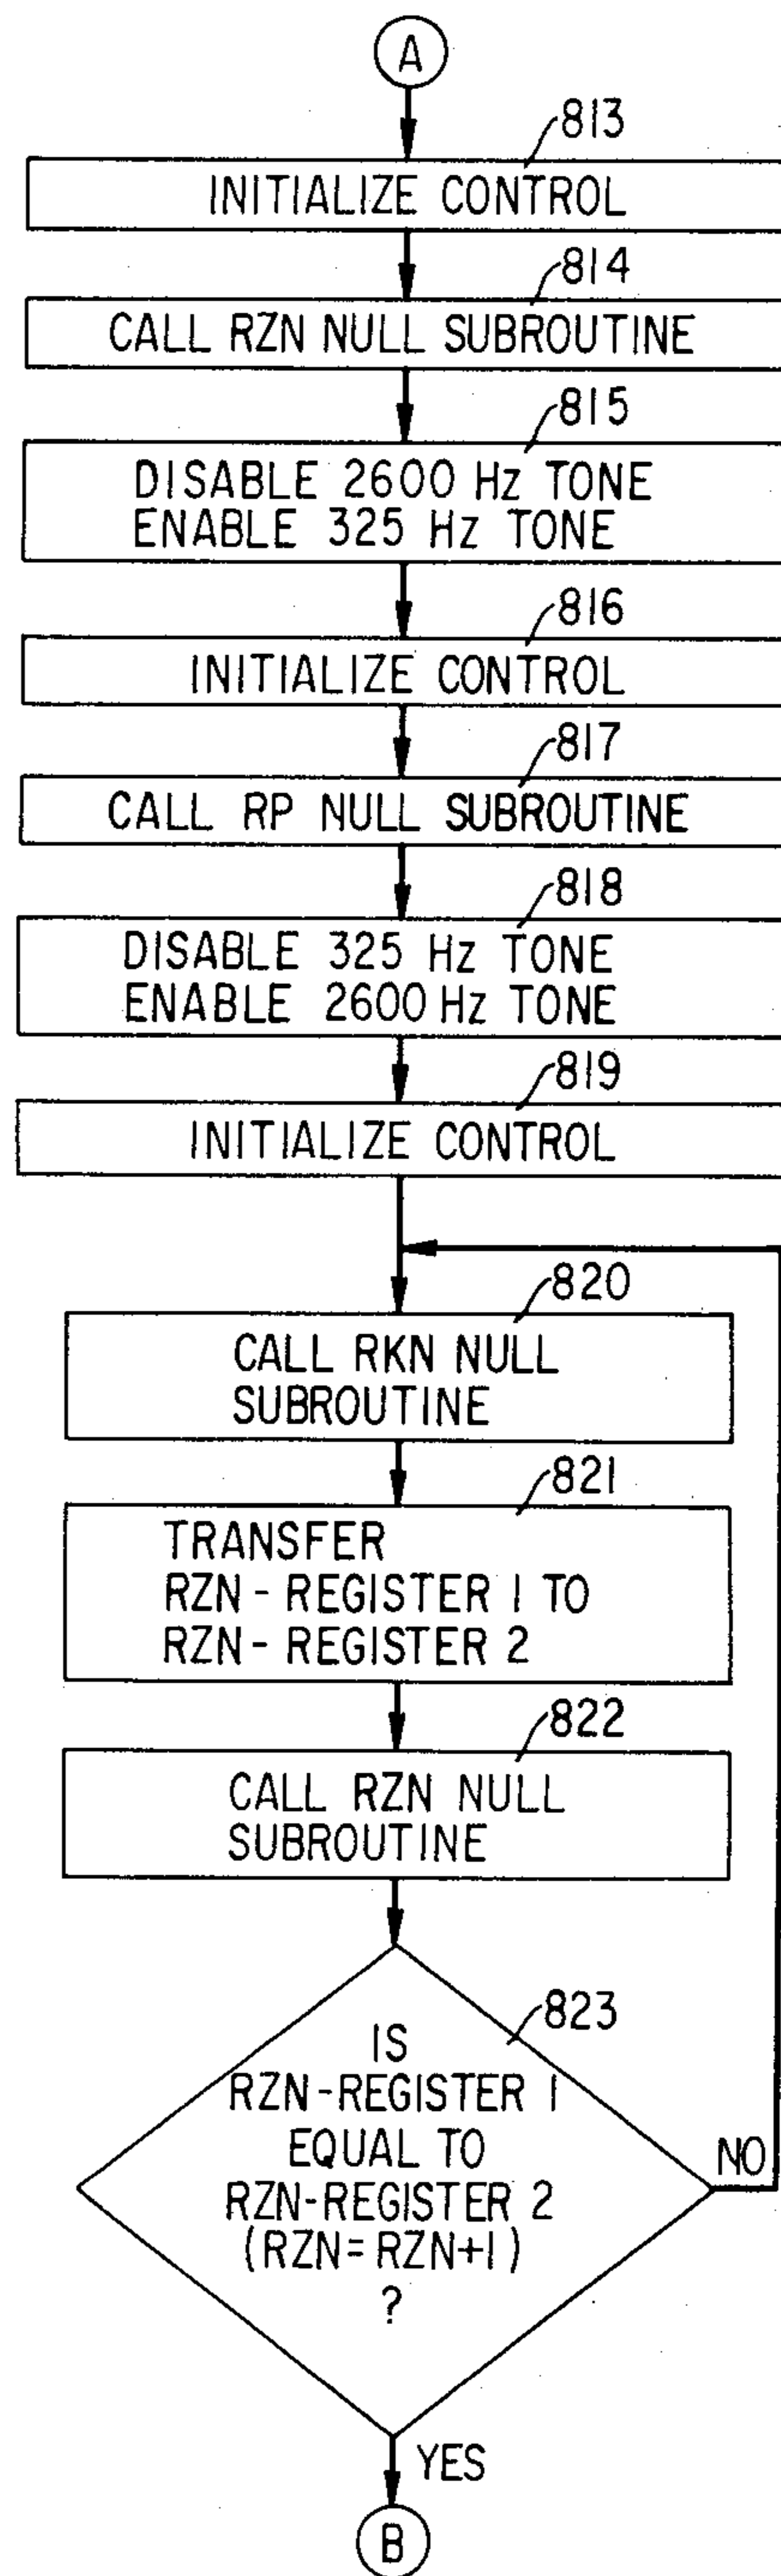 A
813
INITIALIZE CONTROL
814
CALL RZN NULL SUBROUTINE
815
DISABLE 2600 Hz TONE
ENABLE 325 Hz TONE
816
INITIALIZE CONTROL
817
CALL RP NULL SUBROUTINE
818
DISABLE 325 Hz TONE
ENABLE 2600 Hz TONE
819
INITIALIZE CONTROL
820
CALL RKN NULL
SUBROUTINE
821
TRANSFER
RZN- REGISTER 1 TO
RZN- REGISTER 2
822
CALL RZN NULL
SUBROUTINE
823
IS
RZN-REGISTER 1
EQUAL TO
RZN-REGISTER 2
(RZN=RZN+1)
?
NO
YES
B